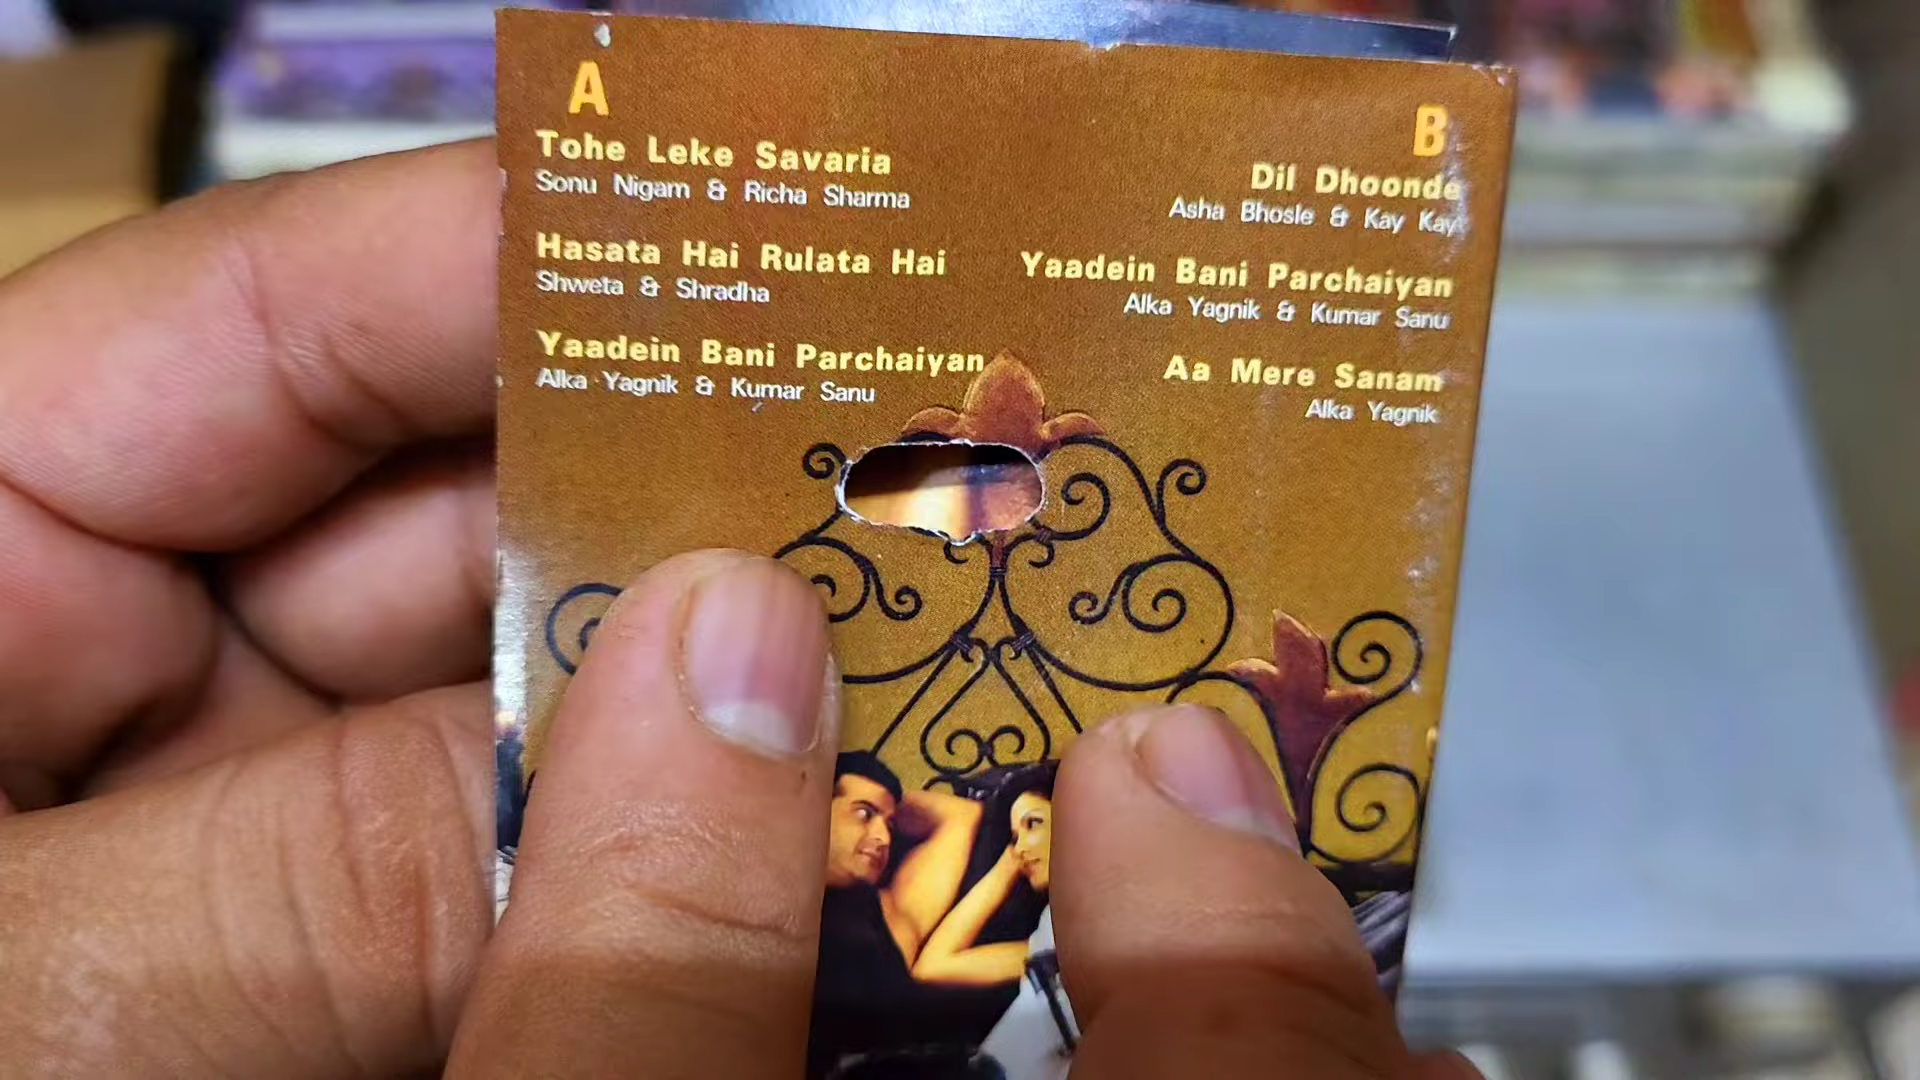 A
Tohe Leke Savaria
Sonu Nigam & Richa Sharma
Hasata Hai Rulata Hai
Shweta & Shradha
Yaadein Bani Parchaiyan
Alka Yagnik & Kumar Sanu
B
Dil Dhoonde
Asha Bhosle & Kay Kay
Yaadein Bani Parchaiyan
Alka Yagnik & Kumar Sanu
Aa Mere Sanam
Alka Yagnik